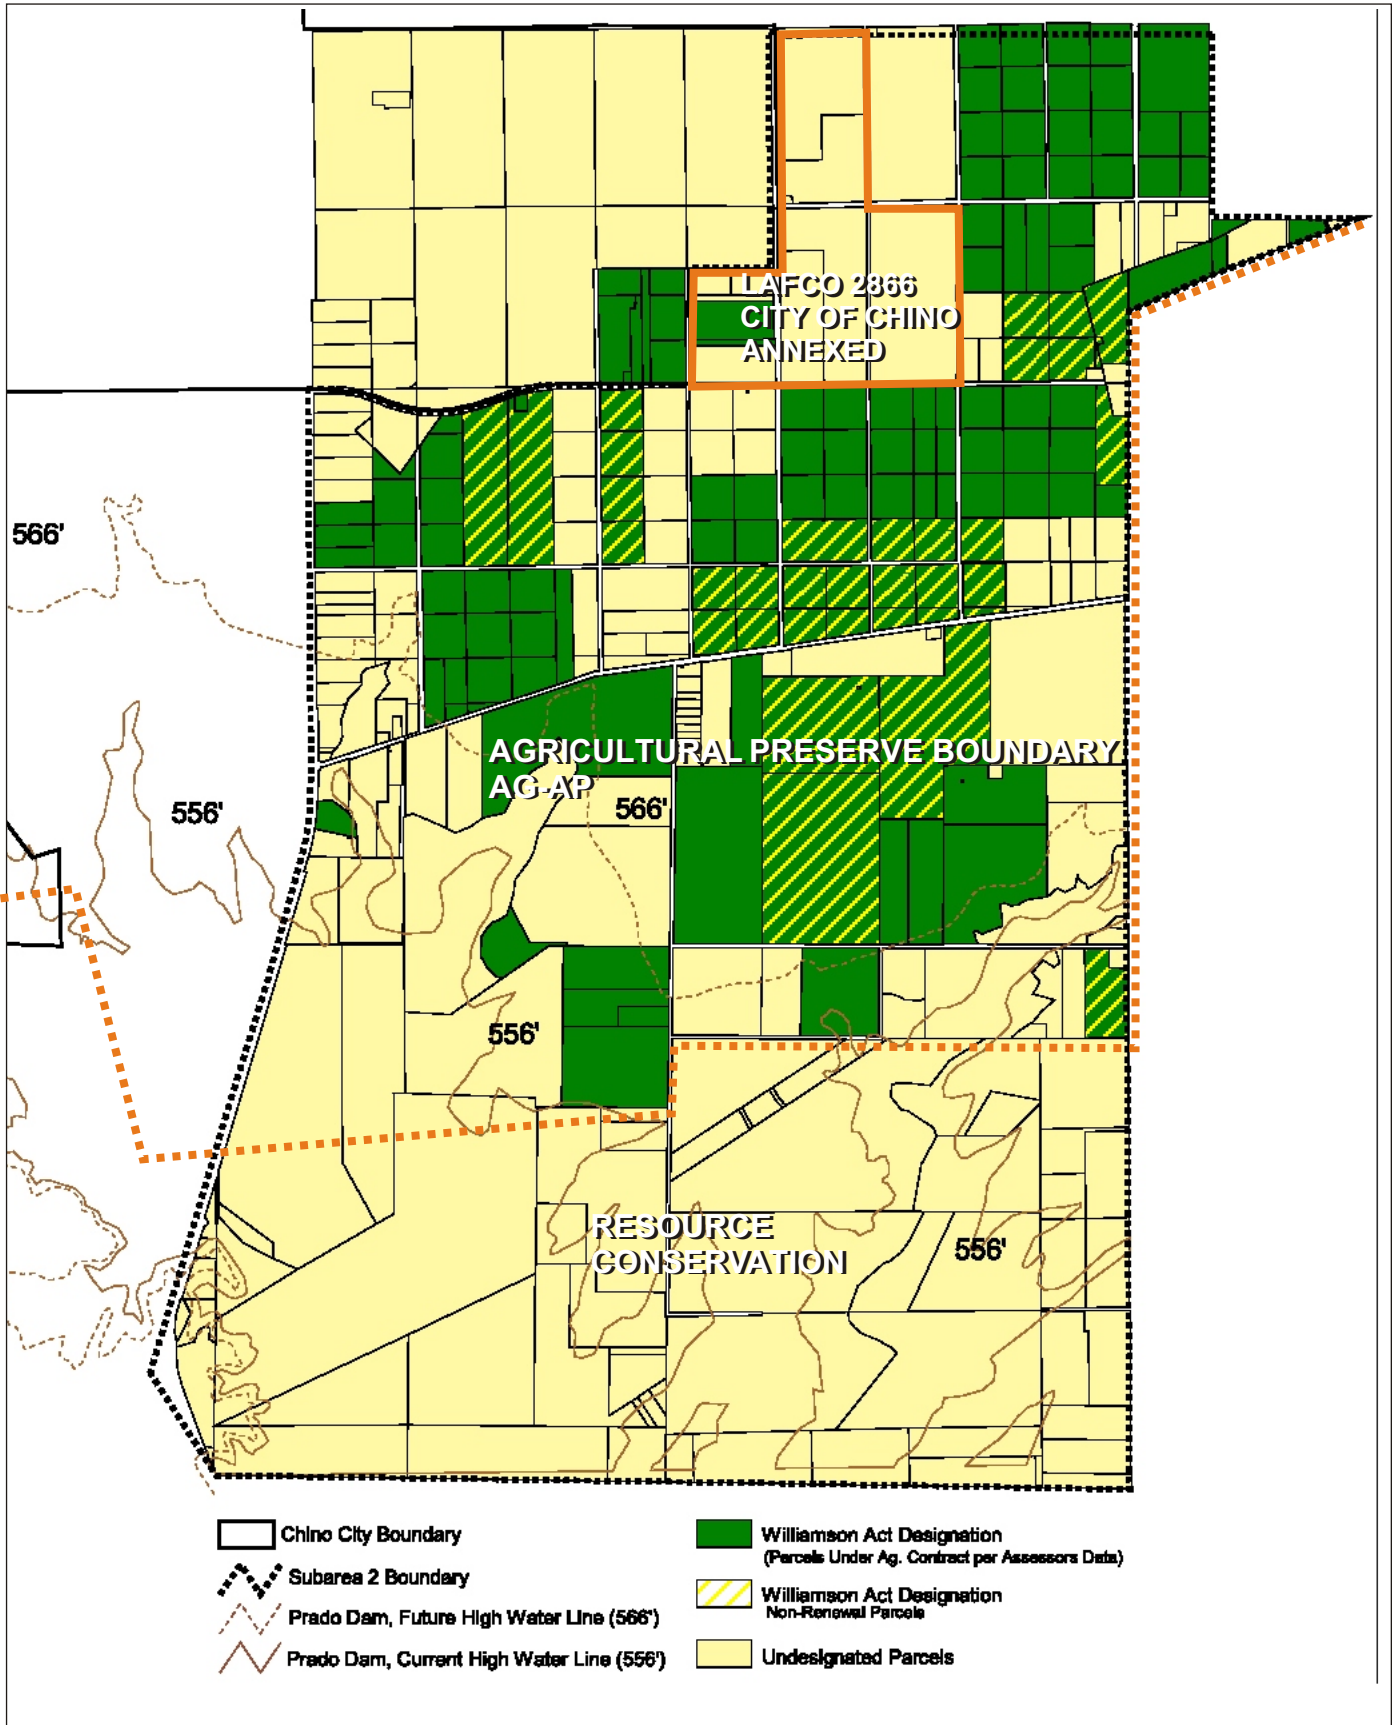 LAFCO 2866
CITY OF CHINO
ANNEXED
566'
AGRICULTURAL PRESERVE BOUNDARY
AG-AP
566'
556'
556'
RESOURCE
CONSERVATION
556'
Chino City Boundary
Subarea 2 Boundary
Prado Dam, Future High Water Line (566')
Prado Dam, Current High Water Line (556')
Williamson Act Designation
(Parcels Under Ag. Contract per Assessors Data)
Williamson Act Designation
Non-Renewal Parcels
Undesignated Parcels